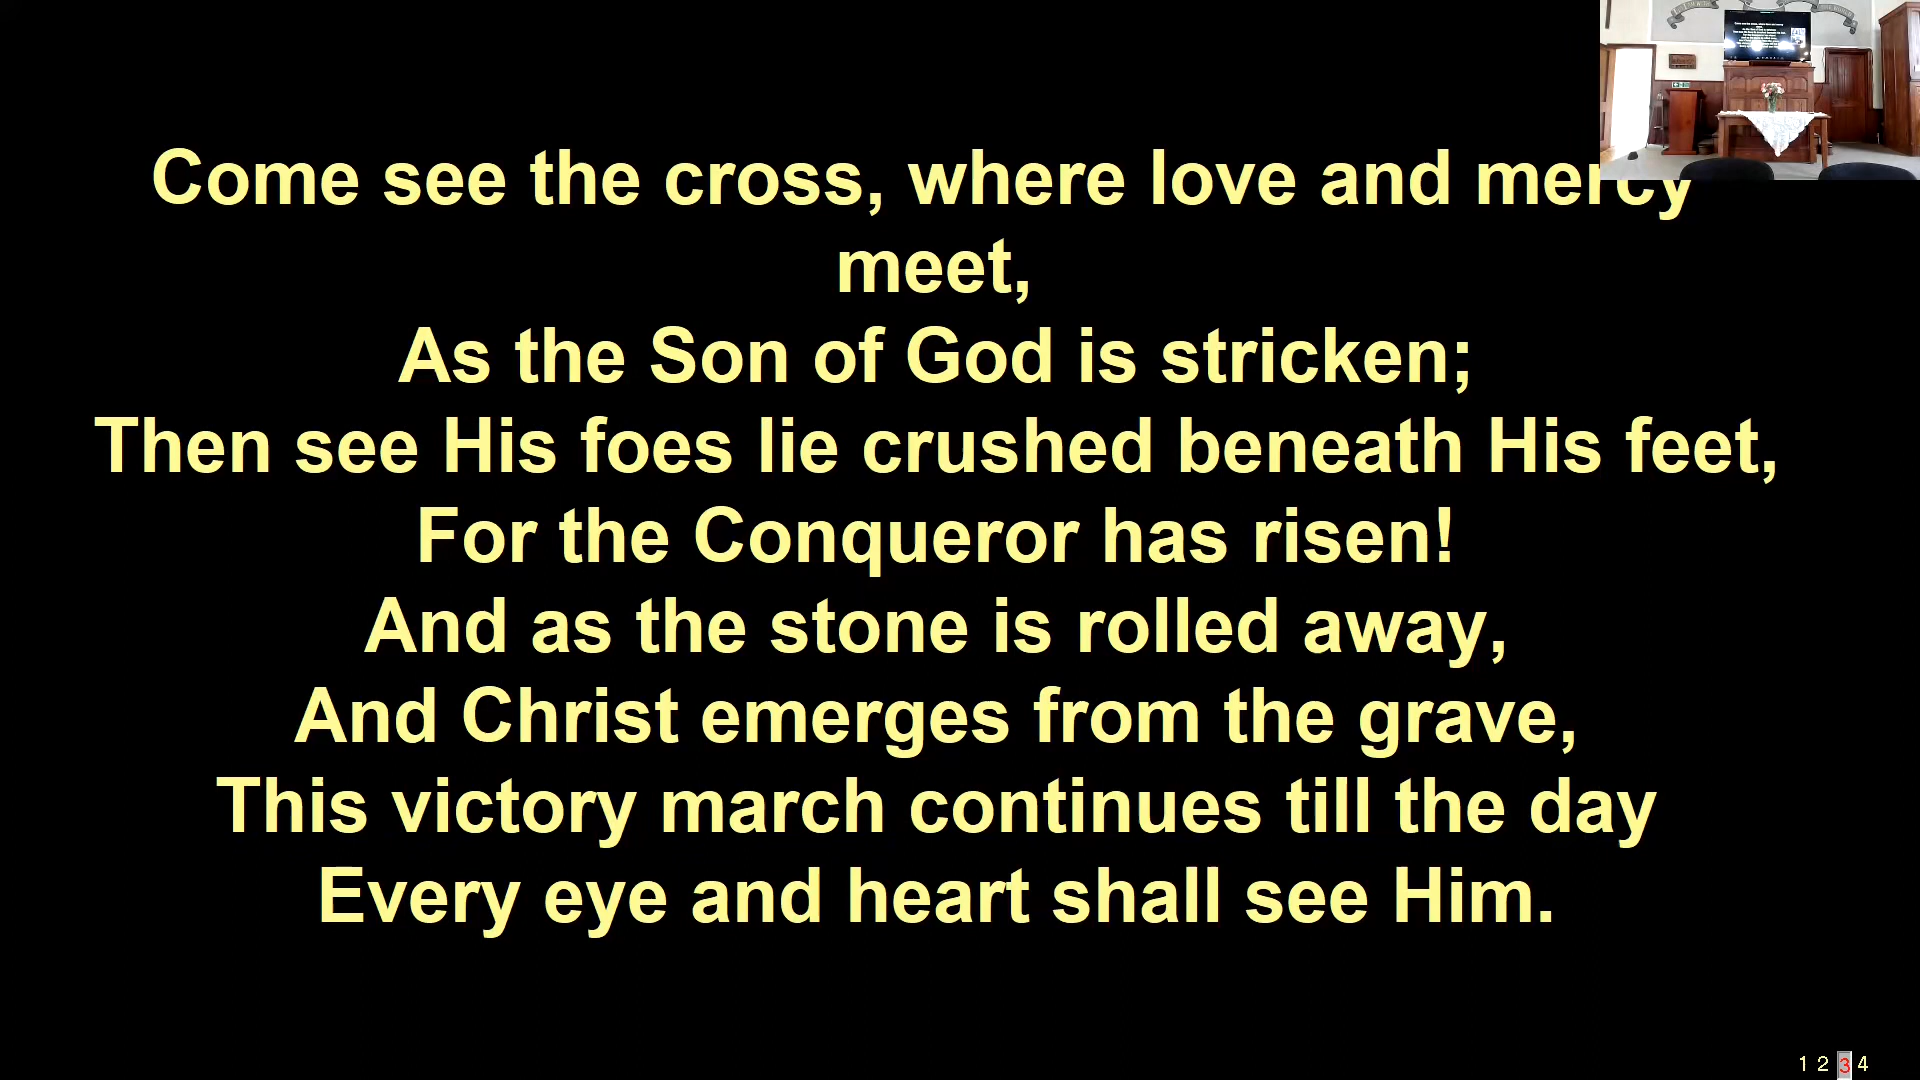 Come see the cross, where love and mercy
meet,
As the Son of God is stricken;
Then see His foes lie crushed beneath His feet,
For the Conqueror has risen!
And as the stone is rolled away,
And Christ emerges from the grave,
This victory march continues till the day
Every eye and heart shall see Him.
1 2 3 4